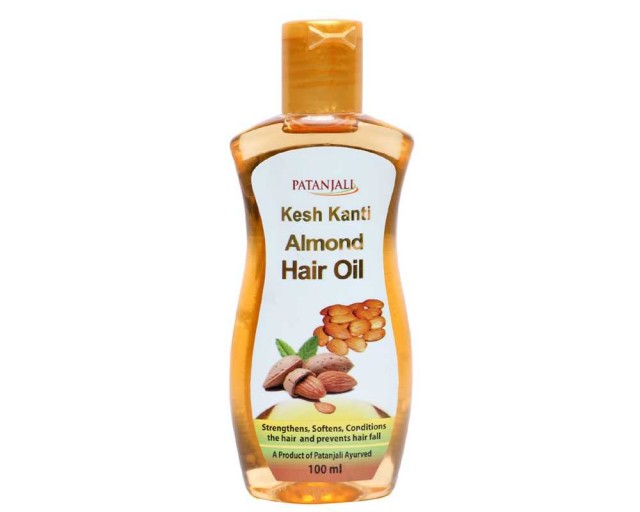 PATANJALI
Kesh Kanti
Almond
Hair Oil
Strengthens, Softens, Conditions
the hair and prevents hair fall
A Product of Patanjali Ayurved
100 ml